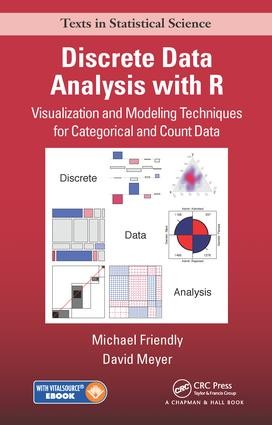 Texts in Statistical Science
Discrete Data
Analysis with R
Visualization and Modeling Techniques
for Categorical and Count Data
Discrete
Data
Analysis
Michael Friendly
David Meyer
WITH VITALSOURCE®
EBOOK
CRC Press
Taylor & Francis Group
A CHAPMAN & HALL BOOK